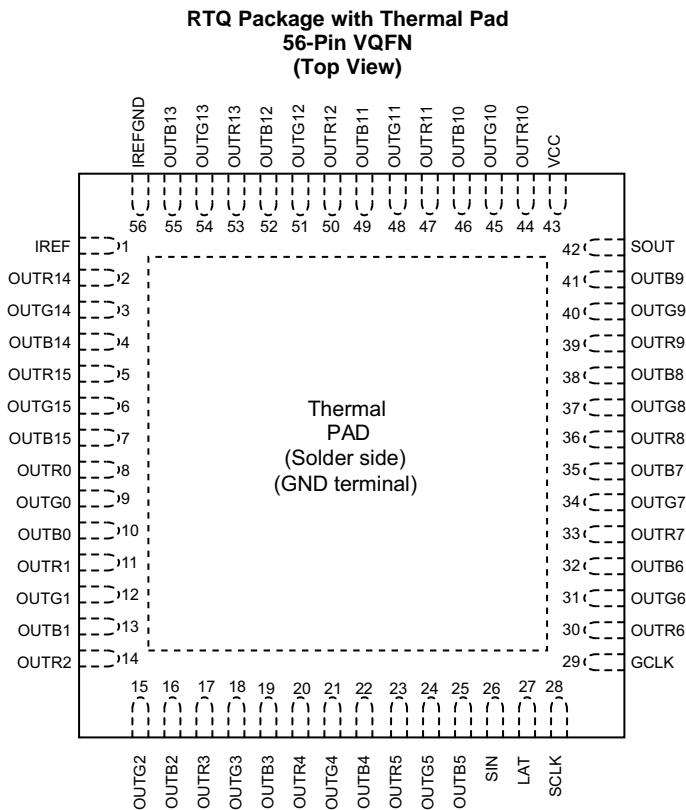 RTQ Package with Thermal Pad
56-Pin VQFN
(Top View)
IREFGND
OUTB13
OUTG13
OUTR13
OUTB12
OUTG12
OUTR12
OUTB11
OUTG11
OUTR11
OUTB10
OUTG10
OUTR10
VCC
56 55 54 53 52 51 50 49 48 47 46 45 44 43
IREF 1
OUTR14 2
OUTG14 3
OUTB14 4
OUTR15 5
OUTG15 6
OUTB15 7
OUTR0 8
OUTG0 9
OUTB0 10
OUTR1 11
OUTG1 12
OUTB1 13
OUTR2 14
Thermal
PAD
(Solder side)
(GND terminal)
42 SOUT
41 OUTB9
40 OUTG9
39 OUTR9
38 OUTB8
37 OUTG8
36 OUTR8
35 OUTB7
34 OUTG7
33 OUTR7
32 OUTB6
31 OUTG6
30 OUTR6
29 GCLK
15 16 17 18 19 20 21 22 23 24 25 26 27 28
OUTG2
OUTB2
OUTR3
OUTG3
OUTB3
OUTR4
OUTG4
OUTB4
OUTR5
OUTG5
OUTB5
SIN
LAT
SCLK